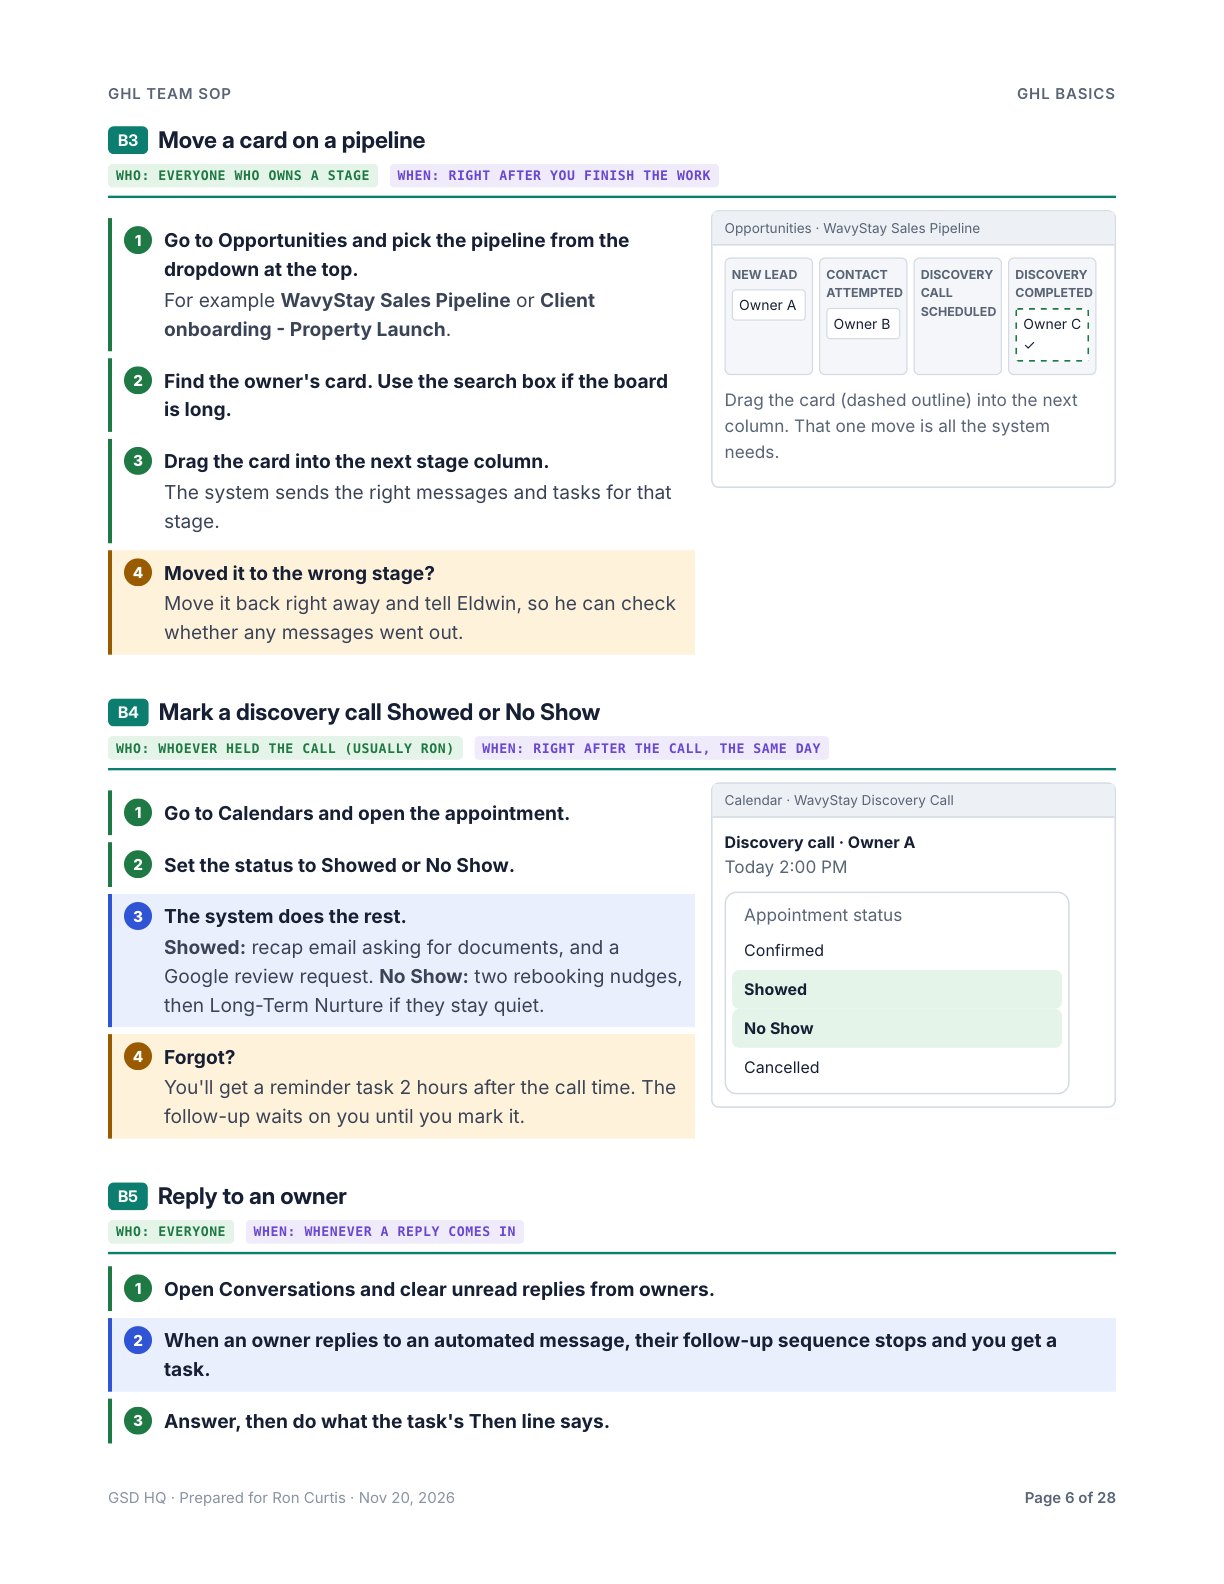 GHL TEAM SOP
GHL BASICS
B3 Move a card on a pipeline
WHO: EVERYONE WHO OWNS A STAGE WHEN: RIGHT AFTER YOU FINISH THE WORK
1 Go to Opportunities and pick the pipeline from the
dropdown at the top.
For example WavyStay Sales Pipeline or Client
onboarding - Property Launch.
2 Find the owner's card. Use the search box if the board
is long.
3 Drag the card into the next stage column.
The system sends the right messages and tasks for that
stage.
4 Moved it to the wrong stage?
Move it back right away and tell Eldwin, so he can check
whether any messages went out.
Opportunities · WavyStay Sales Pipeline
NEW LEAD
Owner A
CONTACT
ATTEMPTED
Owner B
DISCOVERY
CALL
SCHEDULED
DISCOVERY
COMPLETED
Owner C
✓
Drag the card (dashed outline) into the next
column. That one move is all the system
needs.
B4 Mark a discovery call Showed or No Show
WHO: WHOEVER HELD THE CALL (USUALLY RON) WHEN: RIGHT AFTER THE CALL, THE SAME DAY
1 Go to Calendars and open the appointment.
2 Set the status to Showed or No Show.
3 The system does the rest.
Showed: recap email asking for documents, and a
Google review request. No Show: two rebooking nudges,
then Long-Term Nurture if they stay quiet.
4 Forgot?
You'll get a reminder task 2 hours after the call time. The
follow-up waits on you until you mark it.
Calendar · WavyStay Discovery Call
Discovery call · Owner A
Today 2:00 PM
Appointment status
Confirmed
Showed
No Show
Cancelled
B5 Reply to an owner
WHO: EVERYONE WHEN: WHENEVER A REPLY COMES IN
1 Open Conversations and clear unread replies from owners.
2 When an owner replies to an automated message, their follow-up sequence stops and you get a
task.
3 Answer, then do what the task's Then line says.
GSD HQ · Prepared for Ron Curtis · Nov 20, 2026
Page 6 of 28